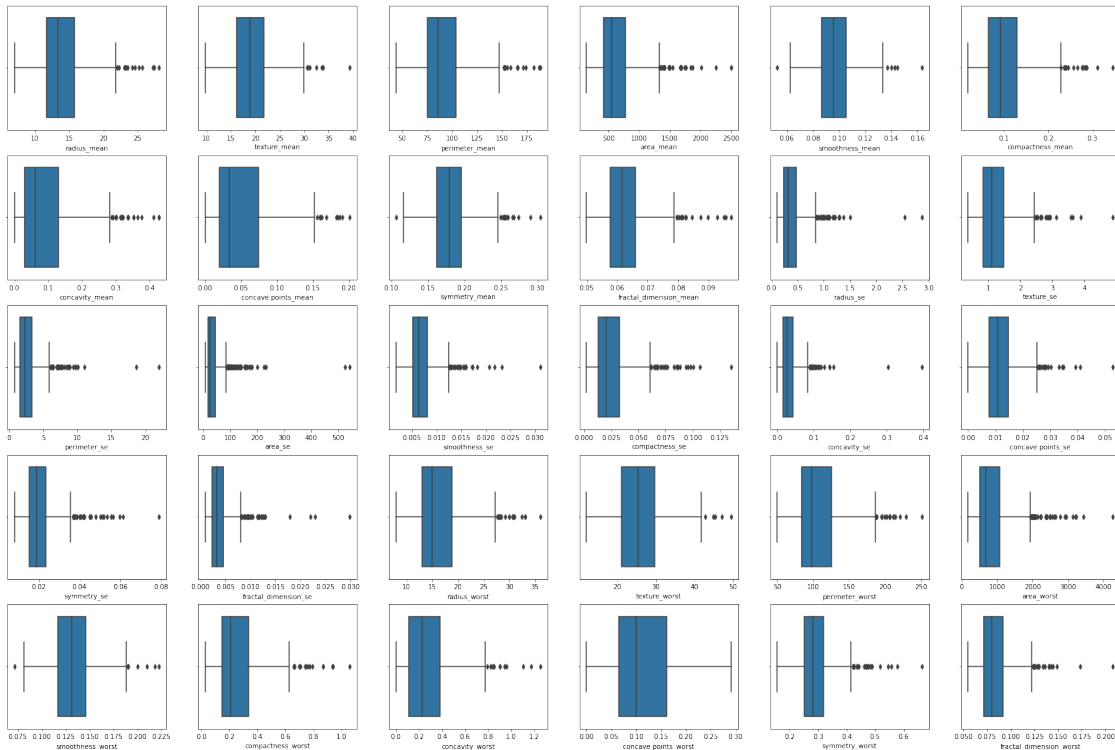 10 15 20 25
radius_mean
10 15 20 25 30 35 40
texture_mean
50 75 100 125 150 175
perimeter_mean
500 1000 1500 2000 2500
area_mean
0.06 0.08 0.10 0.12 0.14 0.16
smoothness_mean
0.1 0.2 0.3
compactness_mean
0.0 0.1 0.2 0.3 0.4
concavity_mean
0.00 0.05 0.10 0.15 0.20
concave points_mean
0.10 0.15 0.20 0.25 0.30
symmetry_mean
0.05 0.06 0.07 0.08 0.09
fractal_dimension_mean
0.0 0.5 1.0 1.5 2.0 2.5 3.0
radius_se
1 2 3 4
texture_se
0 5 10 15 20
perimeter_se
0 100 200 300 400 500
area_se
0.005 0.010 0.015 0.020 0.025 0.030
smoothness_se
0.000 0.025 0.050 0.075 0.100 0.125
compactness_se
0.0 0.1 0.2 0.3 0.4
concavity_se
0.00 0.01 0.02 0.03 0.04 0.05
concave points_se
0.02 0.04 0.06 0.08
symmetry_se
0.000 0.005 0.010 0.015 0.020 0.025 0.030
fractal_dimension_se
10 15 20 25 30 35
radius_worst
20 30 40 50
texture_worst
50 100 150 200 250
perimeter_worst
0 1000 2000 3000 4000
area_worst
0.075 0.100 0.125 0.150 0.175 0.200 0.225
smoothness_worst
0.0 0.2 0.4 0.6 0.8 1.0
compactness_worst
0.0 0.2 0.4 0.6 0.8 1.0 1.2
concavity_worst
0.00 0.05 0.10 0.15 0.20 0.25 0.30
concave points_worst
0.2 0.3 0.4 0.5 0.6
symmetry_worst
0.050 0.075 0.100 0.125 0.150 0.175 0.200
fractal_dimension_worst